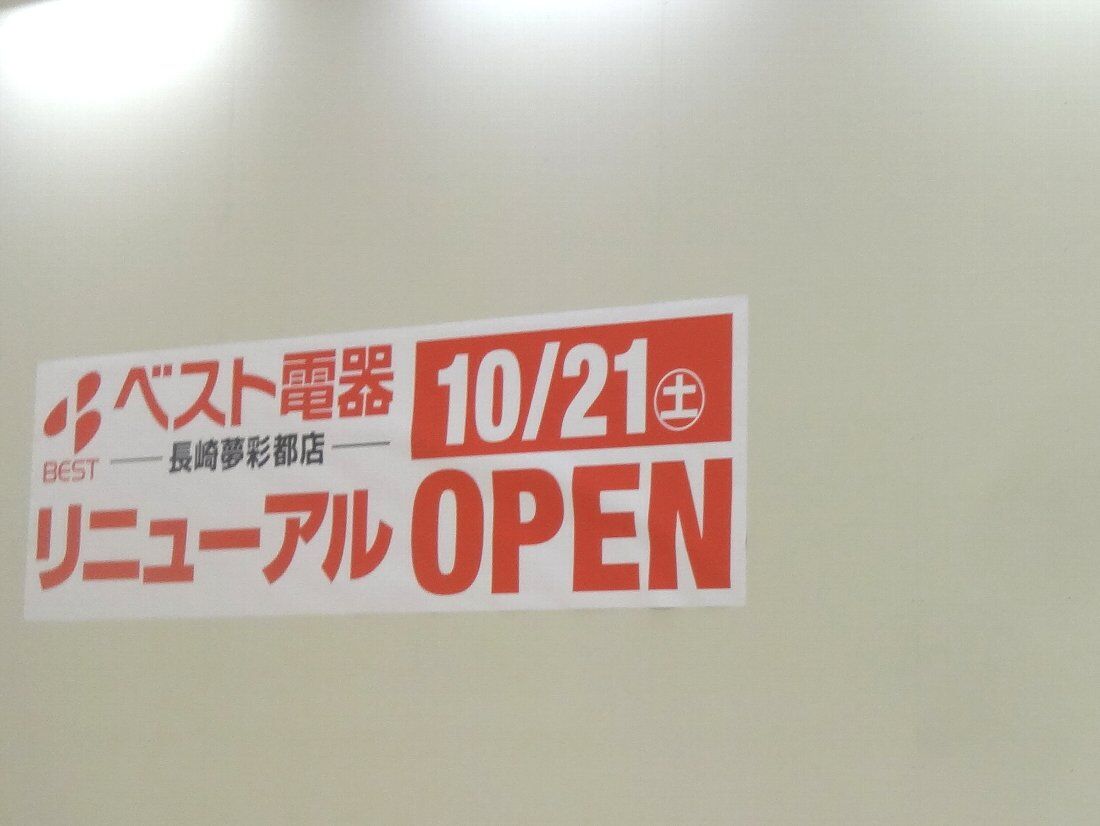 ベスト電器
BEST
長崎夢彩都店
リニューアル
10/21㊏
OPEN